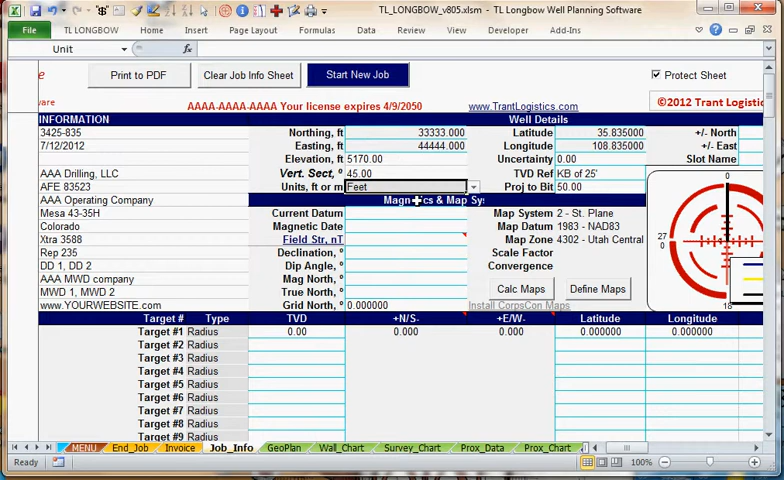 TL_LONGBOW_v805.xlsm - TL Longbow Well Planning Software
File Home Insert Page Layout Formulas Data Review View Developer Add-Ins
Unit fx
e Print to PDF Clear Job Info Sheet Start New Job Protect Sheet
ware AAAA-AAAA-AAAA Your license expires 4/9/2050 www.TrantLogistics.com ©2012 Trant Logistic
INFORMATION Well Details
3425-835 Northing, ft 33333.000 Latitude 35.835000 +/- North
7/12/2012 Easting, ft 44444.000 Longitude 108.835000 +/- East
Elevation, ft 5170.00 Uncertainty 0.00 Slot Name
AAA Drilling, LLC Vert. Sect, º 45.00 TVD Ref KB of 25'
AFE 83523 Units, ft or m Feet Proj to Bit 50.00 0
AAA Operating Company Magn cs & Map Sys
Mesa 43-35H Current Datum Map System 2 - St. Plane
Colorado Magnetic Date Map Datum 1983 - NAD83
Xtra 3588 Field Str, nT Map Zone 4302 - Utah Central 27 0
Rep 235 Declination, º Scale Factor
DD 1, DD 2 Dip Angle, º Convergence
AAA MWD company Mag North, º
MWD 1, MWD 2 True North, º Calc Maps Define Maps
www.YOURWEBSITE.com Grid North, º 0.000000 Install CorpsCon Maps 18
Target # Type TVD +N/S- +E/W- Latitude Longitude
Target #1 Radius 0.00 0.000 0.000 0.000000 0.000000
Target #2 Radius
Target #3 Radius
Target #4 Radius
Target #5 Radius
Target #6 Radius
Target #7 Radius
Target #8 Radius
Target #9 Radius
MENU End_Job Invoice Job_Info GeoPlan Wall_Chart Survey_Chart Prox_Data Prox_Chart
Ready 100%